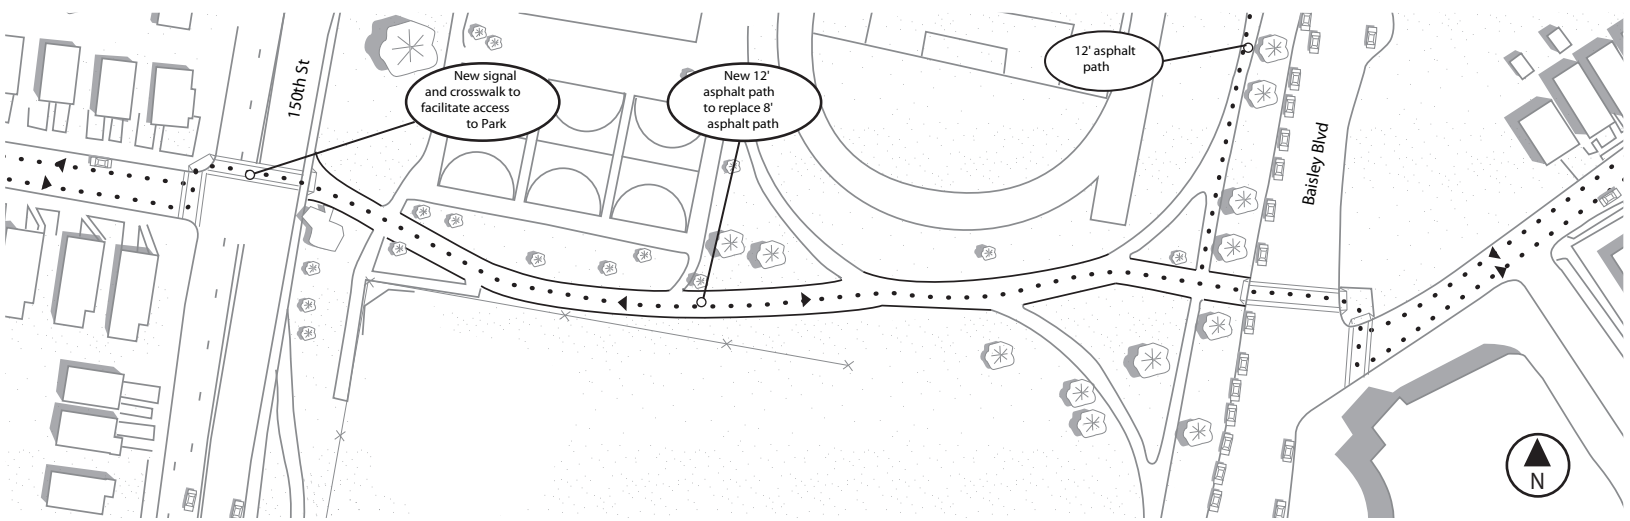 150th St
New signal
and crosswalk to
facilitate access
to Park
New 12'
asphalt path
to replace 8'
asphalt path
12' asphalt
path
Baisley Blvd
N